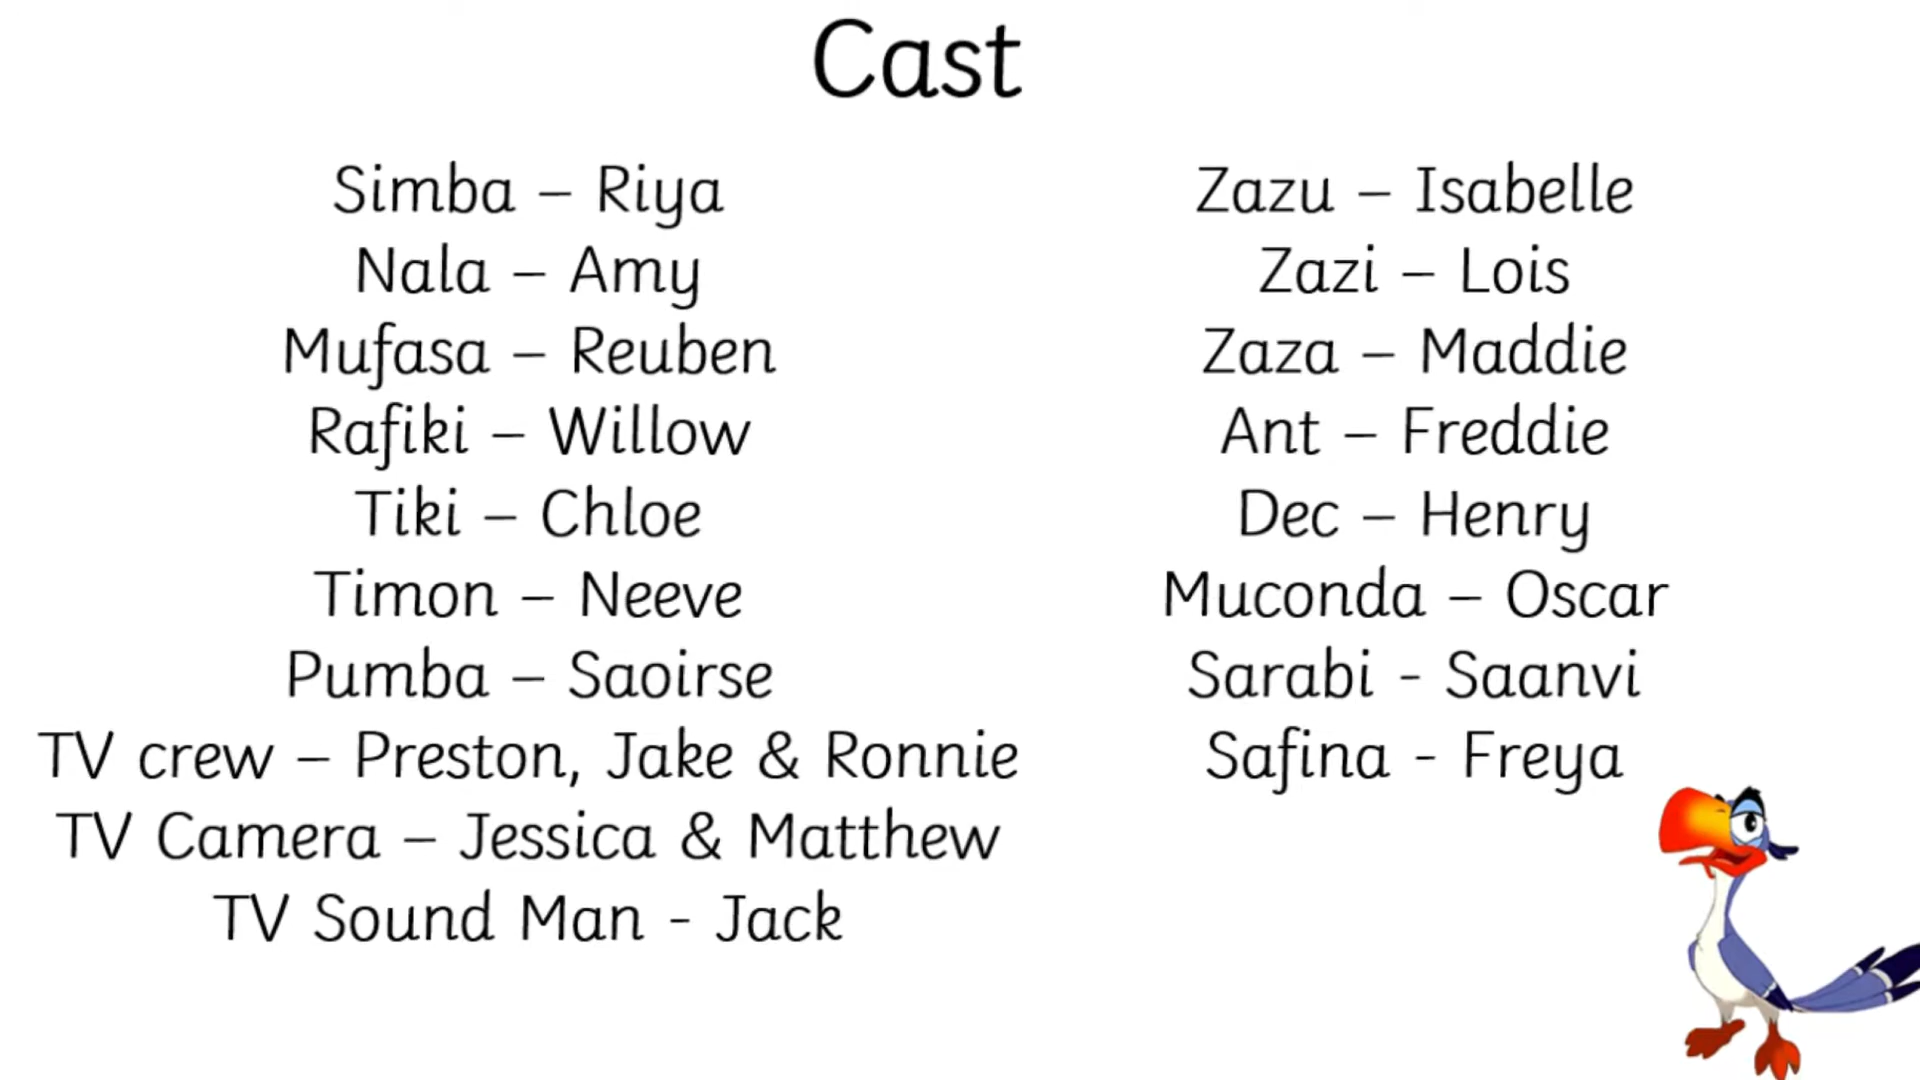 Cast
Simba – Riya
Nala – Amy
Mufasa – Reuben
Rafiki – Willow
Tiki – Chloe
Timon – Neeve
Pumba – Saoirse
TV crew – Preston, Jake & Ronnie
TV Camera – Jessica & Matthew
TV Sound Man - Jack
Zazu – Isabelle
Zazi – Lois
Zaza – Maddie
Ant – Freddie
Dec – Henry
Muconda – Oscar
Sarabi - Saanvi
Safina - Freya